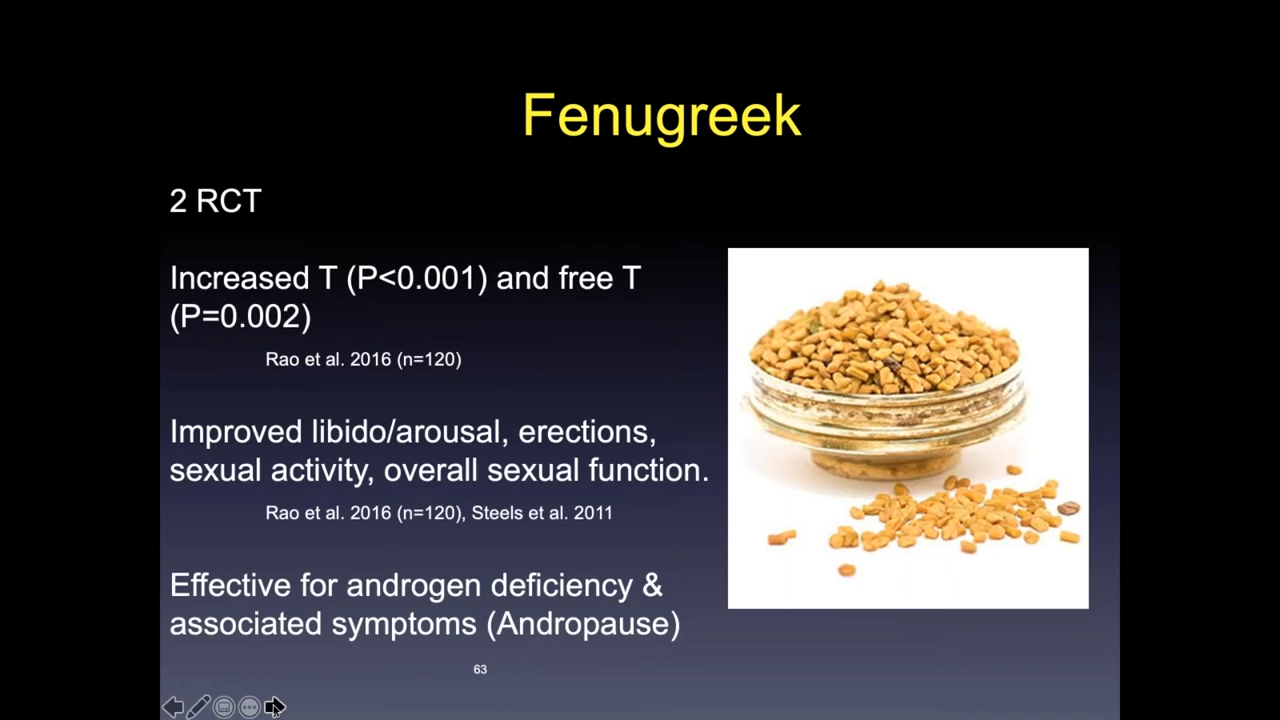 Fenugreek
2 RCT
Increased T (P<0.001) and free T
(P=0.002)
Rao et al. 2016 (n=120)
Improved libido/arousal, erections,
sexual activity, overall sexual function.
Rao et al. 2016 (n=120), Steels et al. 2011
Effective for androgen deficiency &
associated symptoms (Andropause)
63